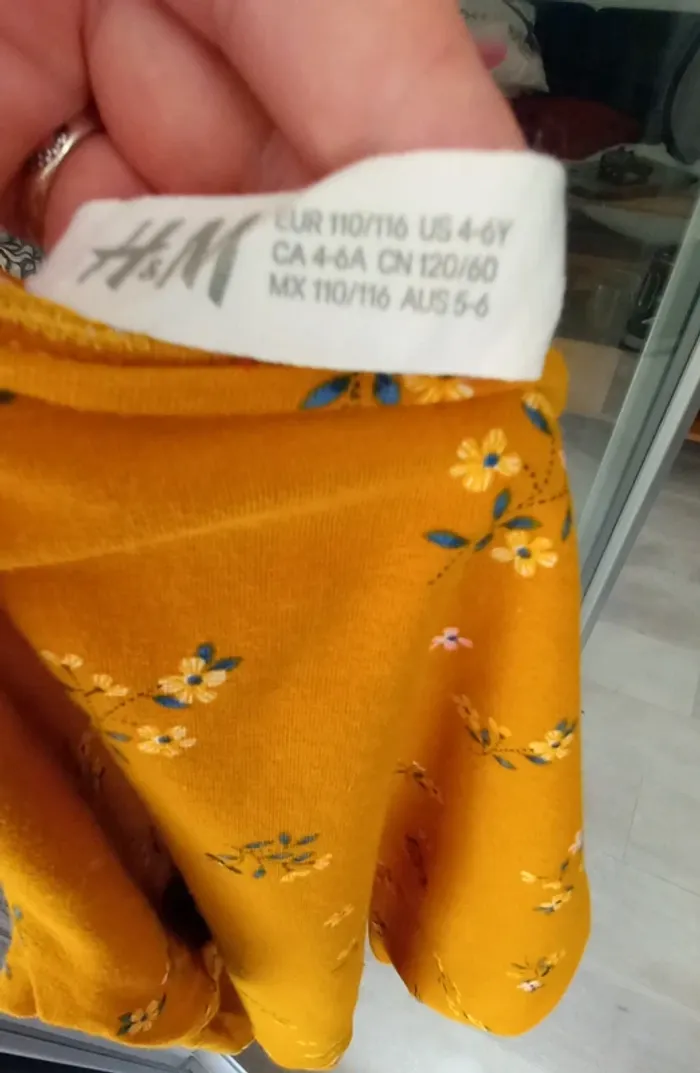 H&M
EUR 110/116 US 4-6Y
CA 4-6A CN 120/60
MX 110/116 AUS 5-6